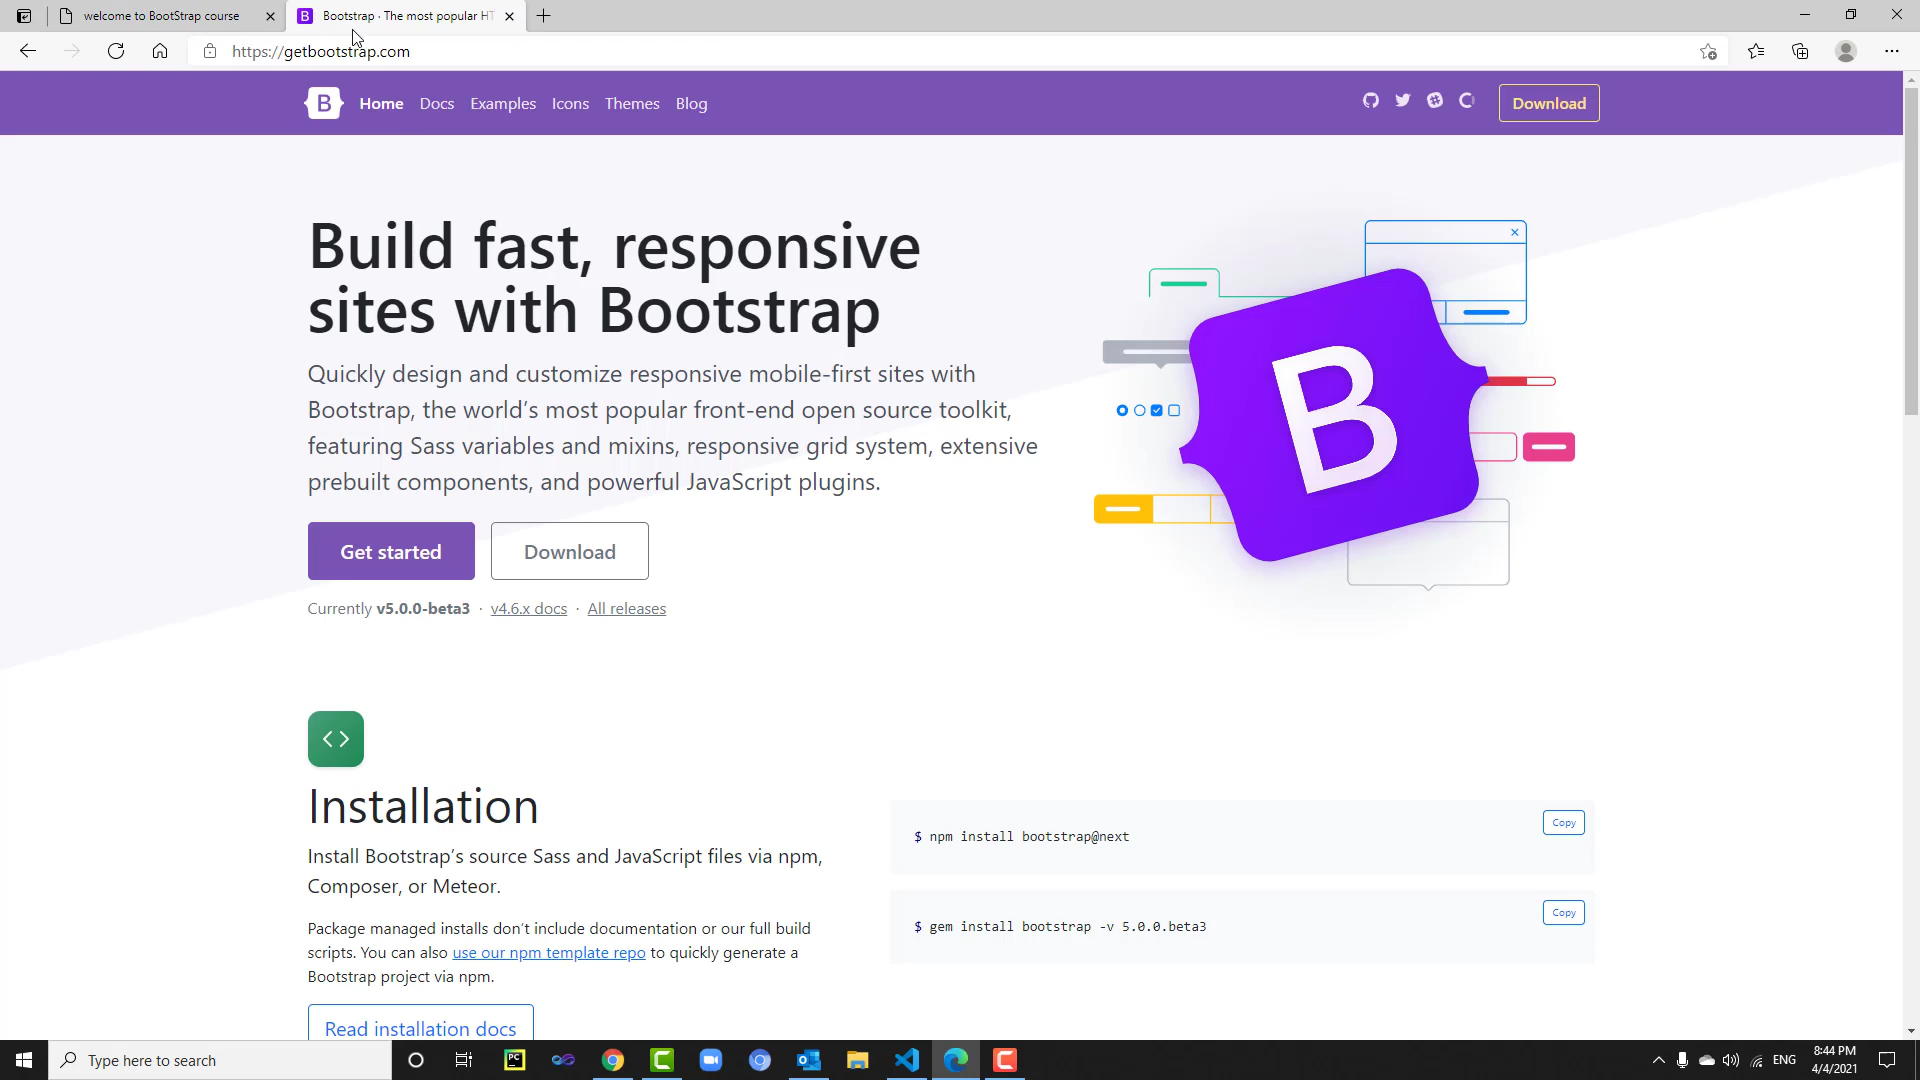 welcome to BootStrap course
B
Bootstrap · The most popular HT
https://getbootstrap.com
B
Home
Docs
Examples
Icons
Themes
Blog
Download
Build fast, responsive
sites with Bootstrap
Quickly design and customize responsive mobile-first sites with
Bootstrap, the world’s most popular front-end open source toolkit,
featuring Sass variables and mixins, responsive grid system, extensive
prebuilt components, and powerful JavaScript plugins.
B
Get started
Download
Currently v5.0.0-beta3 · v4.6.x docs · All releases
Installation
Install Bootstrap’s source Sass and JavaScript files via npm,
Composer, or Meteor.
Package managed installs don’t include documentation or our full build
scripts. You can also use our npm template repo to quickly generate a
Bootstrap project via npm.
Read installation docs
Copy
$ npm install bootstrap@next
Copy
$ gem install bootstrap -v 5.0.0.beta3
Type here to search
PC
C
C
ENG
8:44 PM
4/4/2021